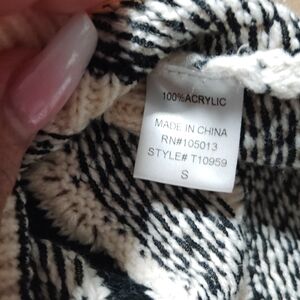 100%ACRYLIC
MADE IN CHINA
RN#105013
STYLE# T10959
S